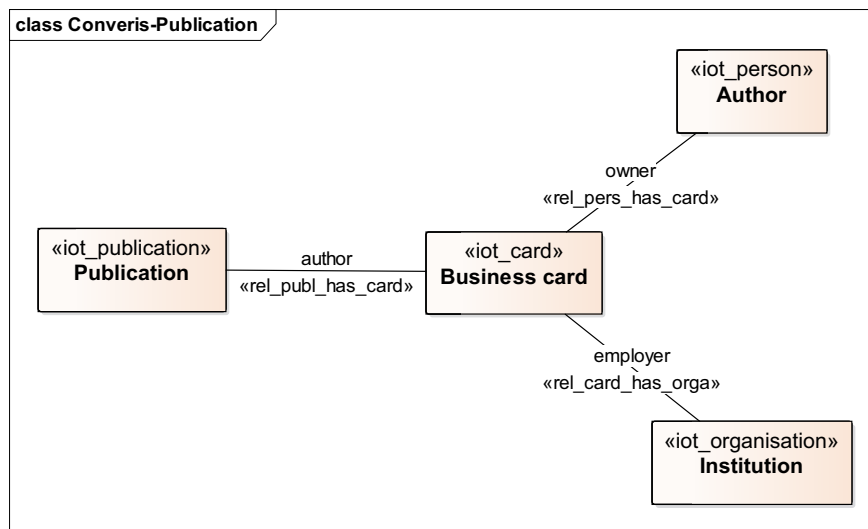 class Converis-Publication
«iot_person»
Author
owner
«rel_pers_has_card»
«iot_publication»
Publication
author
«rel_publ_has_card»
«iot_card»
Business card
employer
«rel_card_has_orga»
«iot_organisation»
Institution